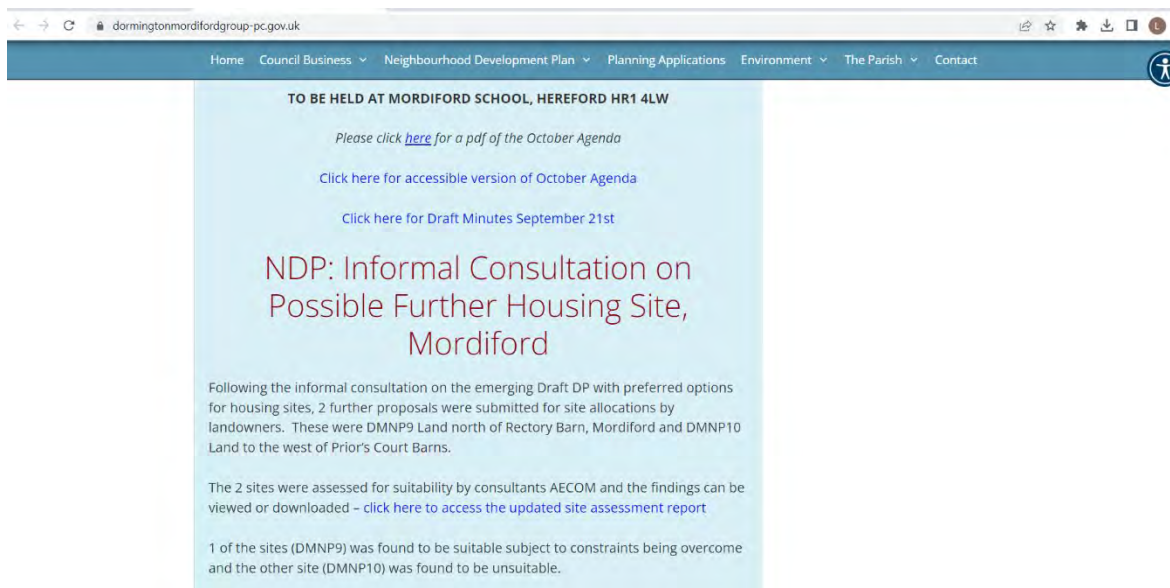 dormingtonmordifordgroup-pc.gov.uk
Home Council Business Neighbourhood Development Plan Planning Applications Environment The Parish Contact
TO BE HELD AT MORDIFORD SCHOOL, HEREFORD HR1 4LW
Please click here for a pdf of the October Agenda
Click here for accessible version of October Agenda
Click here for Draft Minutes September 21st
NDP: Informal Consultation on
Possible Further Housing Site,
Mordiford
Following the informal consultation on the emerging Draft DP with preferred options
for housing sites, 2 further proposals were submitted for site allocations by
landowners. These were DMNP9 Land north of Rectory Barn, Mordiford and DMNP10
Land to the west of Prior's Court Barns.
The 2 sites were assessed for suitability by consultants AECOM and the findings can be
viewed or downloaded – click here to access the updated site assessment report
1 of the sites (DMNP9) was found to be suitable subject to constraints being overcome
and the other site (DMNP10) was found to be unsuitable.